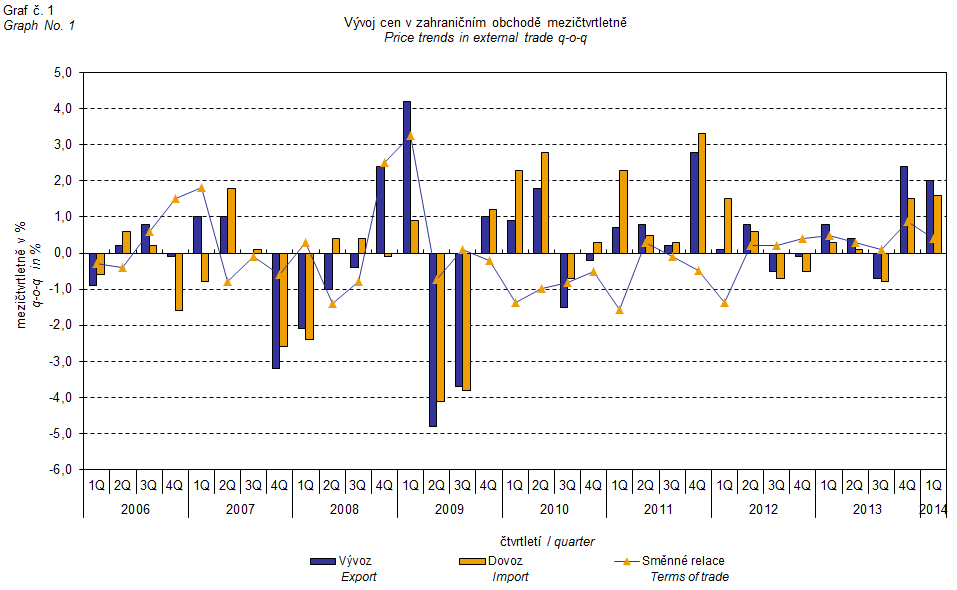 Graf č. 1
Graph No. 1
Vývoj cen v zahraničním obchodě mezičtvrtletně
Price trends in external trade q-o-q
mezičtvrtletně v %
q-o-q in %
5,0
4,0
3,0
2,0
1,0
0,0
-1,0
-2,0
-3,0
-4,0
-5,0
-6,0
1Q 2Q 3Q 4Q 1Q 2Q 3Q 4Q 1Q 2Q 3Q 4Q 1Q 2Q 3Q 4Q 1Q 2Q 3Q 4Q 1Q 2Q 3Q 4Q 1Q 2Q 3Q 4Q 1Q 2Q 3Q 4Q 1Q
2006 2007 2008 2009 2010 2011 2012 2013 2014
čtvrtletí / quarter
Vývoz Dovoz Směnné relace
Export Import Terms of trade